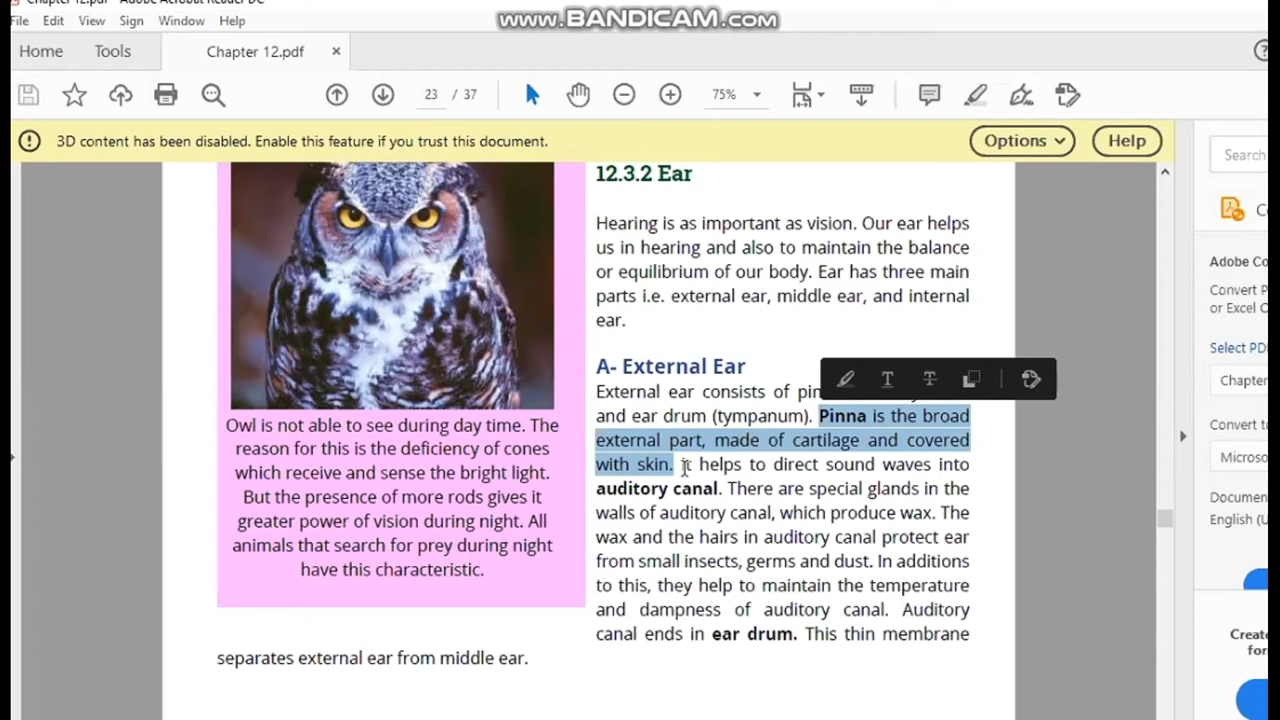 Chapter 12.pdf - Adobe Acrobat Reader DC
www.BANDICAM.com
File Edit View Sign Window Help
Home Tools Chapter 12.pdf ×
23 / 37 75%
3D content has been disabled. Enable this feature if you trust this document. Options Help
Search
12.3.2 Ear
Hearing is as important as vision. Our ear helps
us in hearing and also to maintain the balance
or equilibrium of our body. Ear has three main
parts i.e. external ear, middle ear, and internal
ear.
A- External Ear
External ear consists of
and ear drum (tympanum). Pinna is the broad
external part, made of cartilage and covered
with skin. It helps to direct sound waves into
auditory canal. There are special glands in the
walls of auditory canal, which produce wax. The
wax and the hairs in auditory canal protect ear
from small insects, germs and dust. In additions
to this, they help to maintain the temperature
and dampness of auditory canal. Auditory
canal ends in ear drum. This thin membrane
separates external ear from middle ear.
Owl is not able to see during day time. The
reason for this is the deficiency of cones
which receive and sense the bright light.
But the presence of more rods gives it
greater power of vision during night. All
animals that search for prey during night
have this characteristic.
Adobe
Convert
or Excel
Select
Chapter
Convert to
English